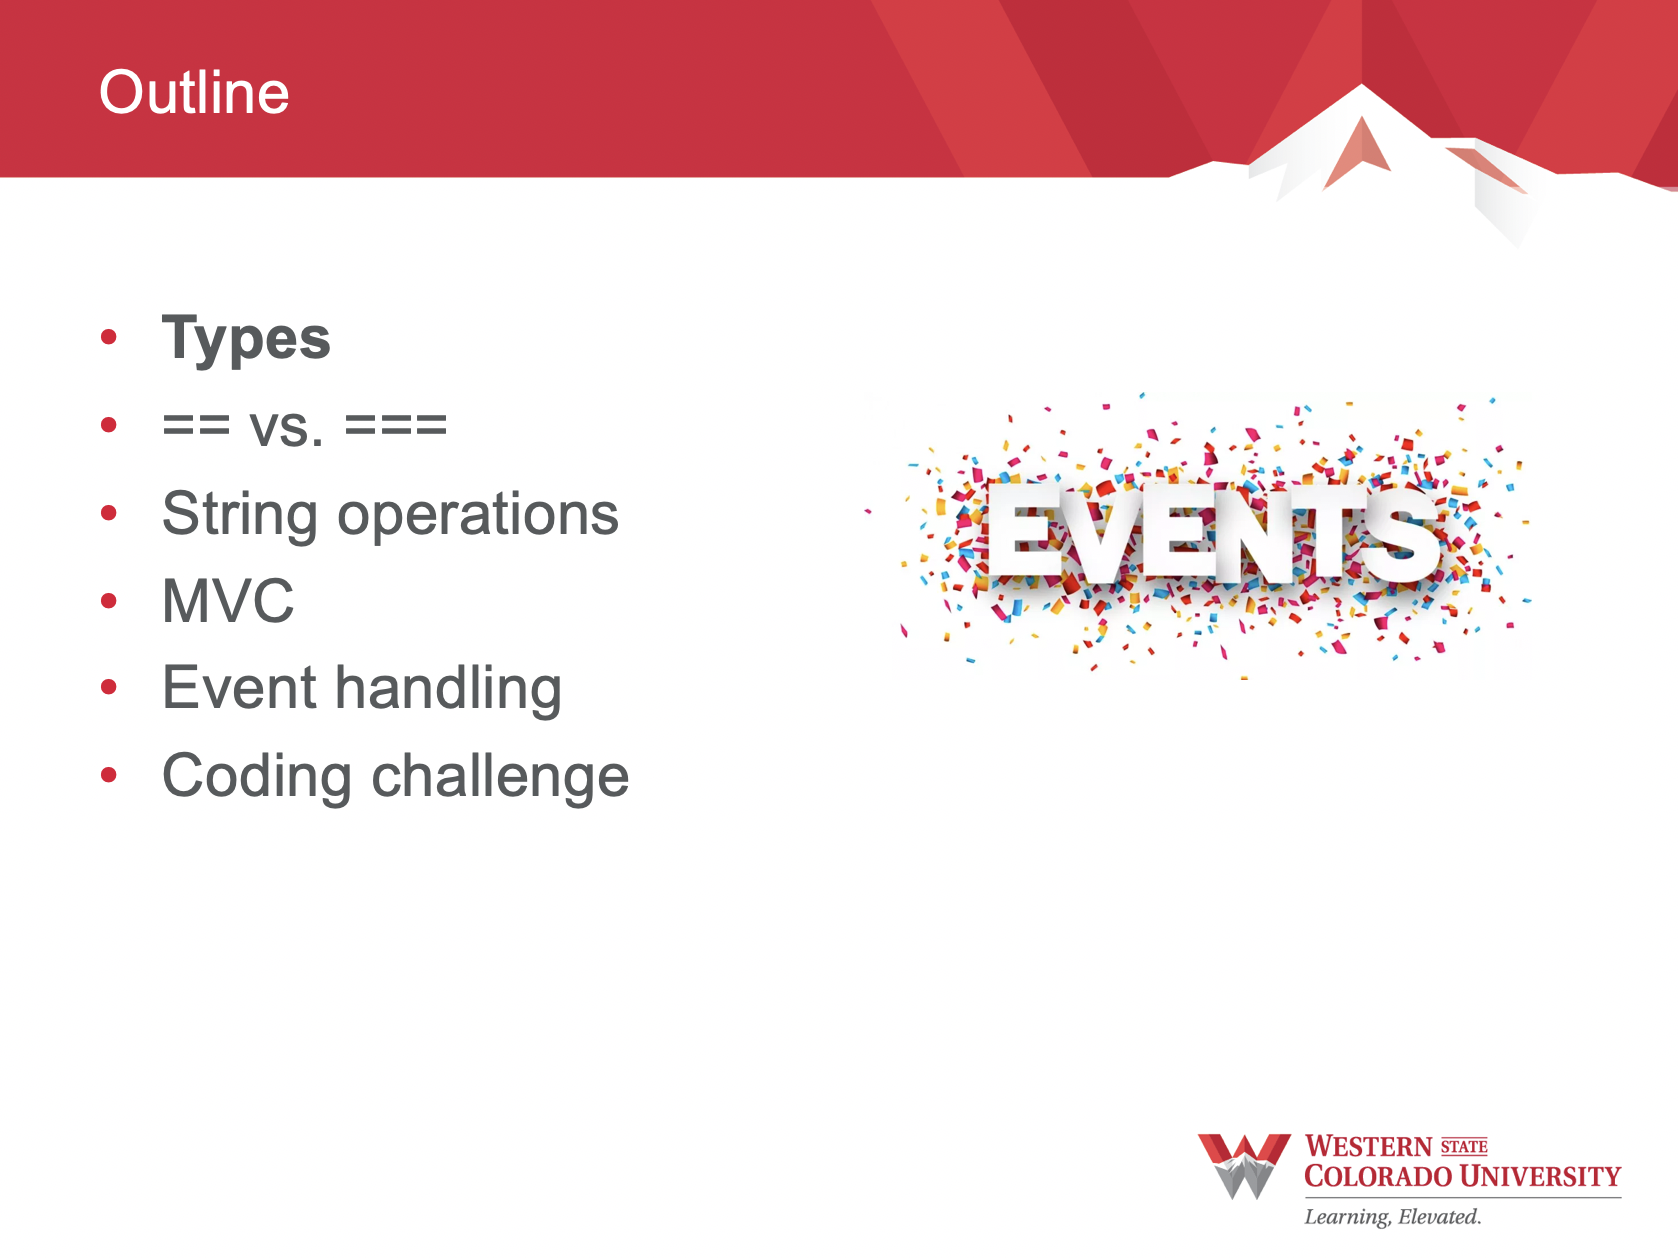 Outline
• Types
• == vs. ===
• String operations
• MVC
• Event handling
• Coding challenge
EVENTS
WESTERN STATE
COLORADO UNIVERSITY
Learning, Elevated.